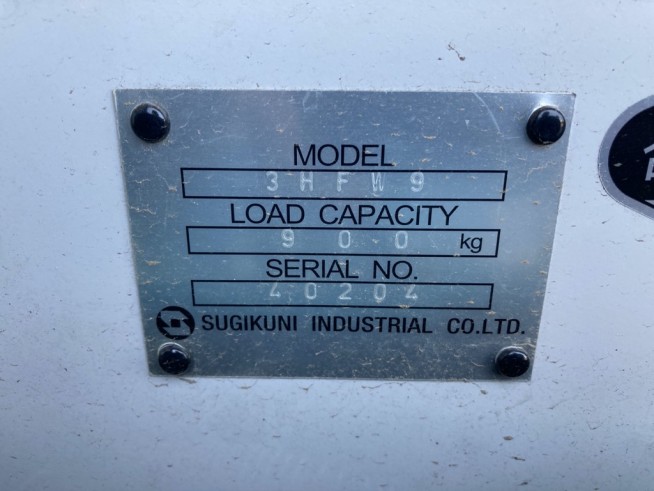 MODEL
3HFW9
LOAD CAPACITY
900 kg
SERIAL NO.
40204
SUGIKUNI INDUSTRIAL CO.LTD.